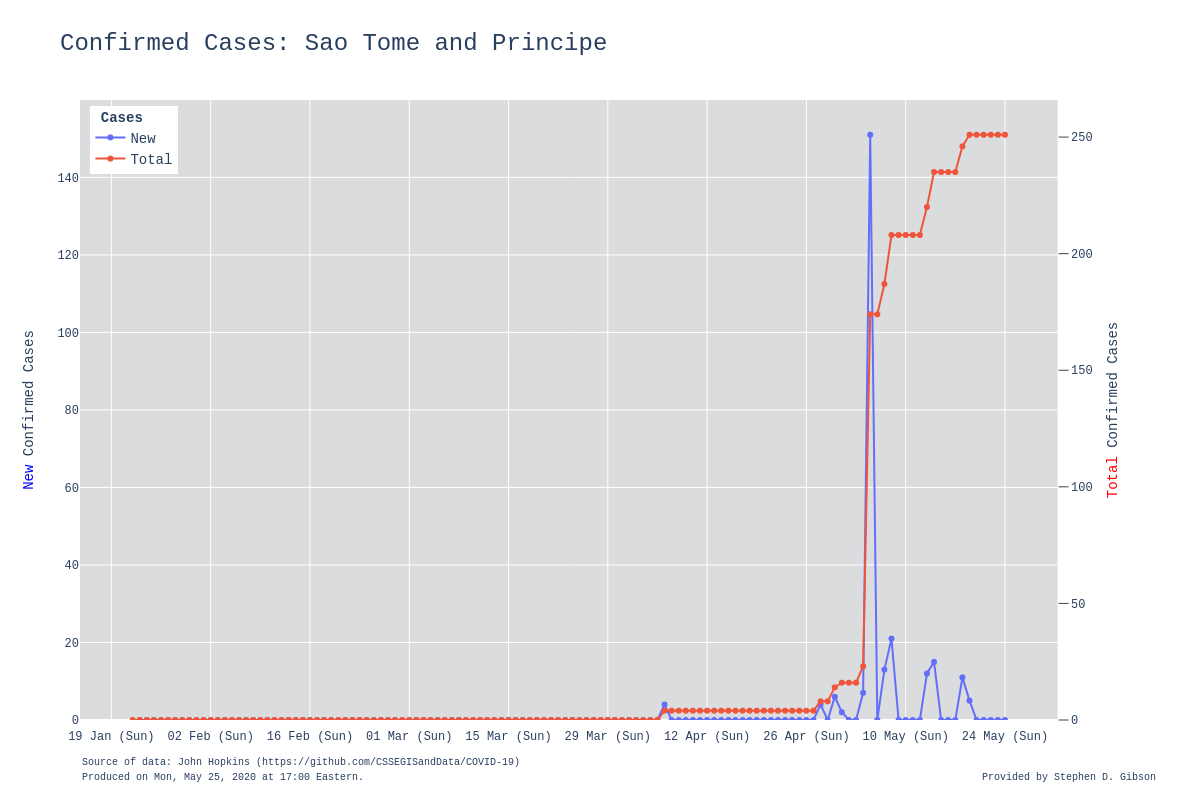 Confirmed Cases: Sao Tome and Principe
Cases
New
Total
140
120
100
80
60
40
20
0
250
200
150
100
50
0
New Confirmed Cases
Total Confirmed Cases
19 Jan (Sun) 02 Feb (Sun) 16 Feb (Sun) 01 Mar (Sun) 15 Mar (Sun) 29 Mar (Sun) 12 Apr (Sun) 26 Apr (Sun) 10 May (Sun) 24 May (Sun)
Source of data: John Hopkins (https://github.com/CSSEGISandData/COVID-19)
Produced on Mon, May 25, 2020 at 17:00 Eastern.
Provided by Stephen D. Gibson